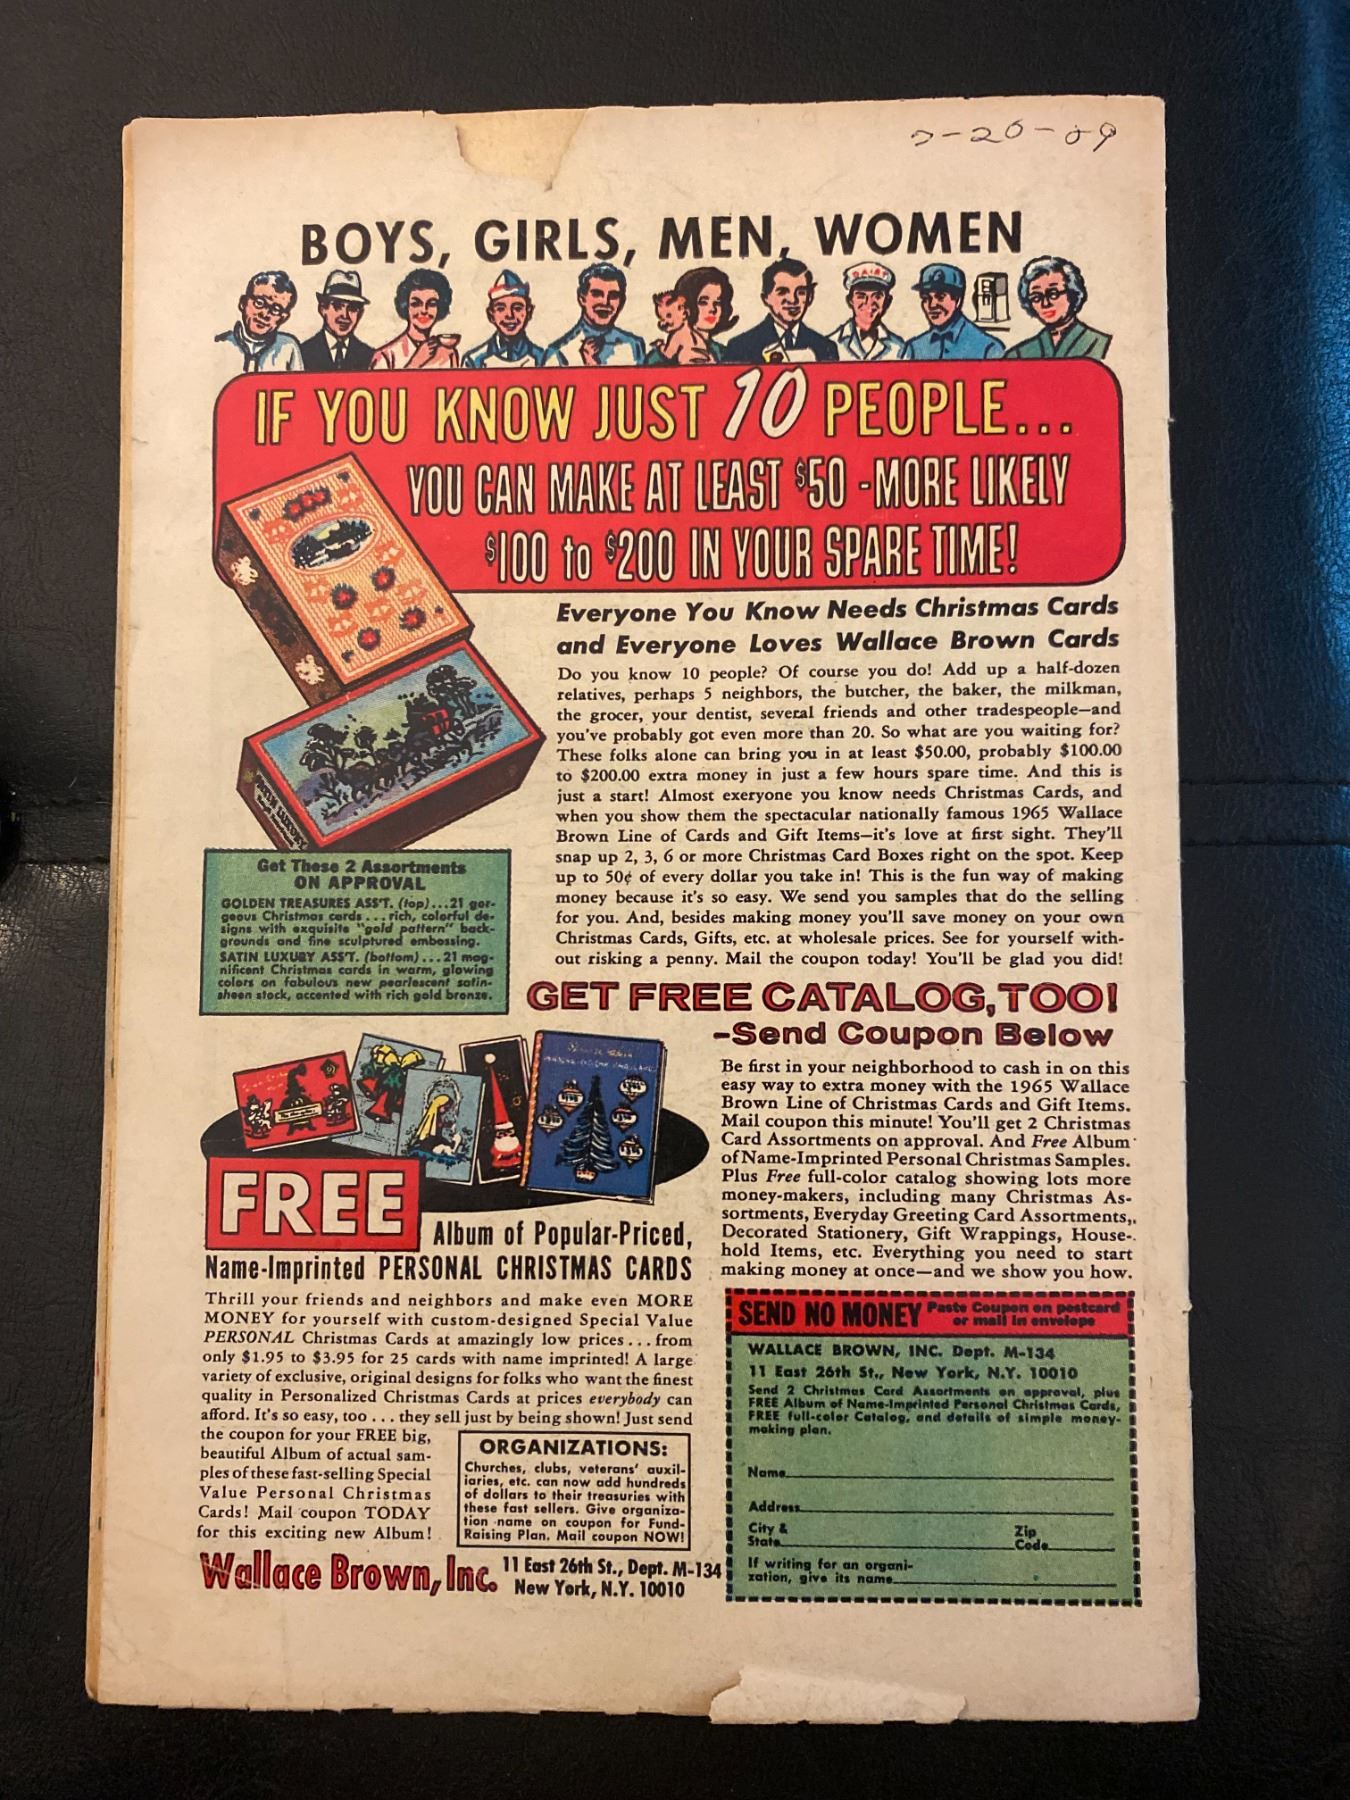 7-20-09
BOYS, GIRLS, MEN, WOMEN
DAIRY
IF YOU KNOW JUST 10 PEOPLE...
YOU CAN MAKE AT LEAST $50 - MORE LIKELY
$100 to $200 IN YOUR SPARE TIME!
Everyone You Know Needs Christmas Cards
and Everyone Loves Wallace Brown Cards
Do you know 10 people? Of course you do! Add up a half-dozen
relatives, perhaps 5 neighbors, the butcher, the baker, the milkman,
the grocer, your dentist, several friends and other tradespeople—and
you've probably got even more than 20. So what are you waiting for?
These folks alone can bring you in at least $50.00, probably $100.00
to $200.00 extra money in just a few hours spare time. And this is
just a start! Almost exeryone you know needs Christmas Cards, and
when you show them the spectacular nationally famous 1965 Wallace
Brown Line of Cards and Gift Items—it's love at first sight. They'll
snap up 2, 3, 6 or more Christmas Card Boxes right on the spot. Keep
up to 50¢ of every dollar you take in! This is the fun way of making
money because it's so easy. We send you samples that do the selling
for you. And, besides making money you'll save money on your own
Christmas Cards, Gifts, etc. at wholesale prices. See for yourself with-
out risking a penny. Mail the coupon today! You'll be glad you did!
SATIN LUXURY
Get These 2 Assortments
ON APPROVAL
GOLDEN TREASURES ASS'T. (top)...21 gor-
geous Christmas cards...rich, colorful de-
signs with exquisite "gold pattern" back-
grounds and fine sculptured embossing.
SATIN LUXURY ASS'T. (bottom)...21 mag-
nificent Christmas cards in warm, glowing
colors on fabulous new pearlescent satin-
sheen stock, accented with rich gold bronze.
GET FREE CATALOG, TOO!
-Send Coupon Below
Be first in your neighborhood to cash in on this
easy way to extra money with the 1965 Wallace
Brown Line of Christmas Cards and Gift Items.
Mail coupon this minute! You'll get 2 Christmas
Card Assortments on approval. And Free Album
of Name-Imprinted Personal Christmas Samples.
Plus Free full-color catalog showing lots more
money-makers, including many Christmas As-
sortments, Everyday Greeting Card Assortments,
Decorated Stationery, Gift Wrappings, House-
hold Items, etc. Everything you need to start
making money at once—and we show you how.
FREE
Album of Popular-Priced,
Name-Imprinted PERSONAL CHRISTMAS CARDS
Thrill your friends and neighbors and make even MORE
MONEY for yourself with custom-designed Special Value
PERSONAL Christmas Cards at amazingly low prices...from
only $1.95 to $3.95 for 25 cards with name imprinted! A large
variety of exclusive, original designs for folks who want the finest
quality in Personalized Christmas Cards at prices everybody can
afford. It's so easy, too...they sell just by being shown! Just send
the coupon for your FREE big,
beautiful Album of actual sam-
ples of these fast-selling Special
Value Personal Christmas
Cards! Mail coupon TODAY
for this exciting new Album!
ORGANIZATIONS:
Churches, clubs, veterans' auxil-
iaries, etc. can now add hundreds
of dollars to their treasuries with
these fast sellers. Give organiza-
tion name on coupon for Fund-
Raising Plan. Mail coupon NOW!
Wallace Brown, Inc.
11 East 26th St., Dept. M-134
New York, N.Y. 10010
SEND NO MONEY Paste Coupon on postcard
or mail in envelope
WALLACE BROWN, INC. Dept. M-134
11 East 26th St., New York, N.Y. 10010
Send 2 Christmas Card Assortments on approval, plus
FREE Album of Name-Imprinted Personal Christmas Cards,
FREE full-color Catalog, and details of simple money-
making plan.
Name
Address
City &
State
Zip
Code
If writing for an organi-
zation, give its name